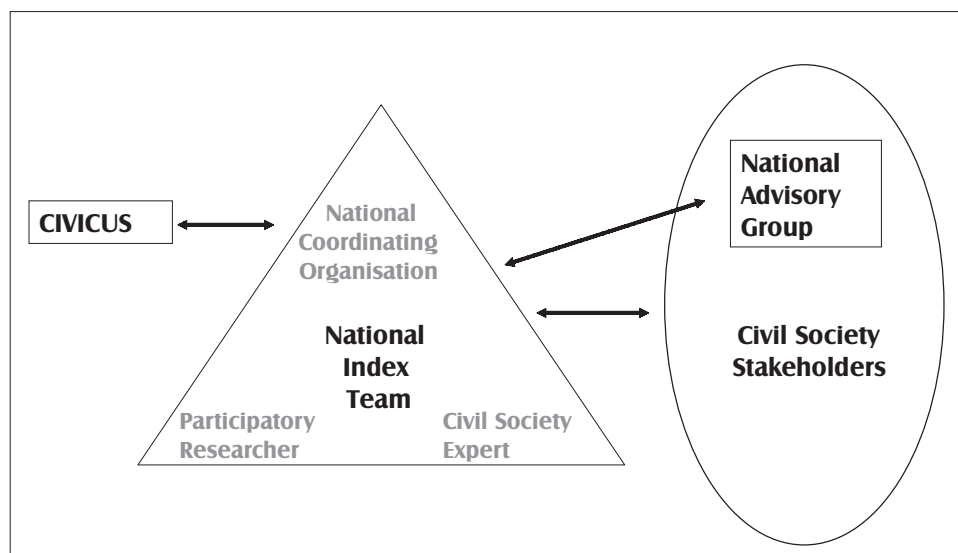 CIVICUS
National
Coordinating
Organisation
National
Index
Team
Participatory
Researcher
Civil Society
Expert
National
Advisory
Group
Civil Society
Stakeholders